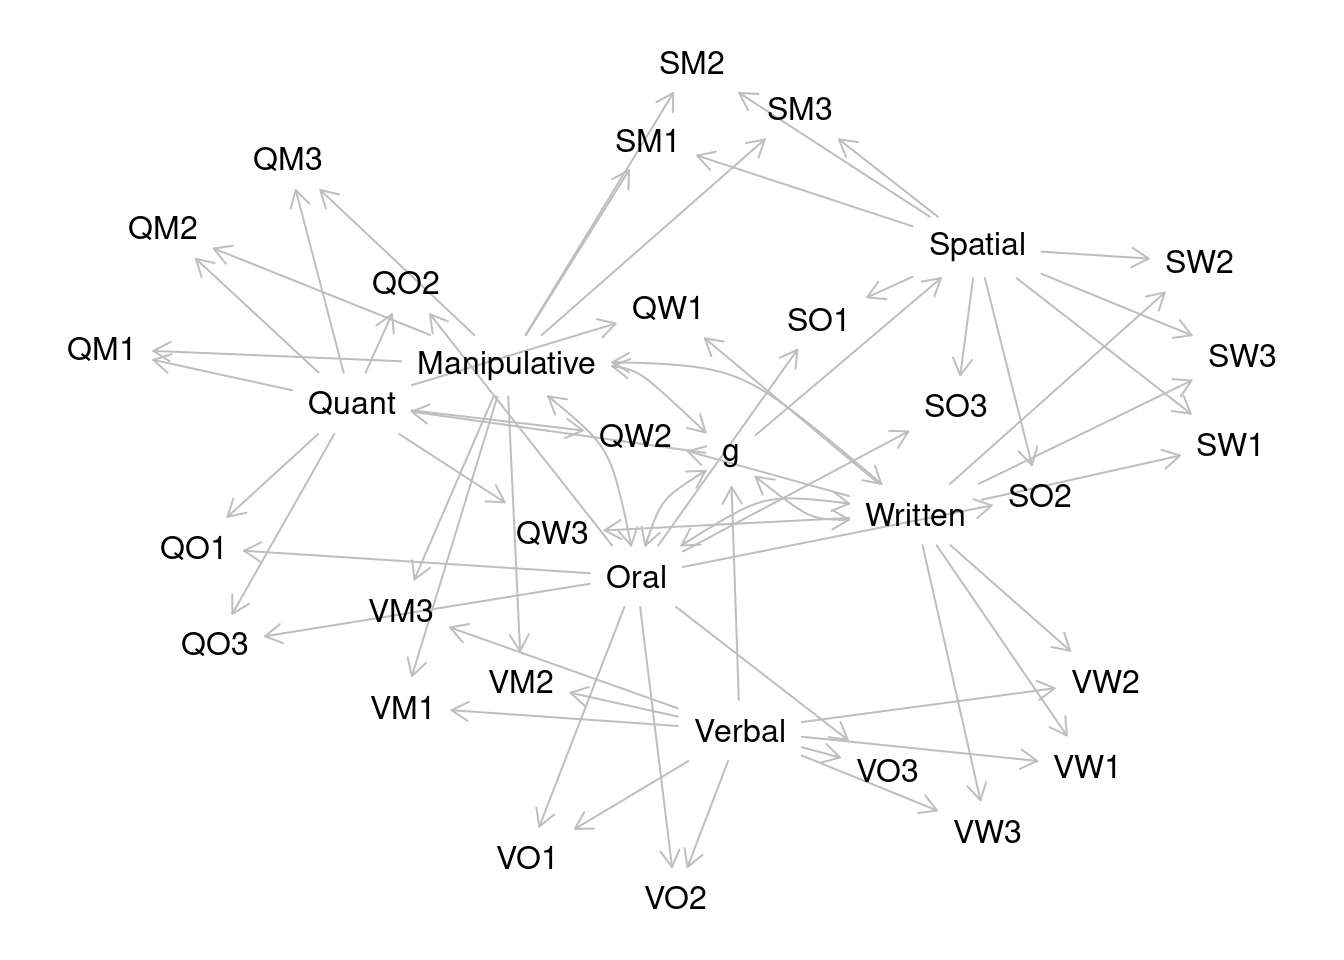 SM2
SM3
SM1
QM3
QM2
Spatial
SW2
QO2
QW1
SO1
QM1
SW3
Manipulative
Quant
SO3
QW2
SW1
g
SO2
Written
QW3
QO1
Oral
VM3
QO3
VM2
VW2
VM1
Verbal
VO3
VW1
VW3
VO1
VO2